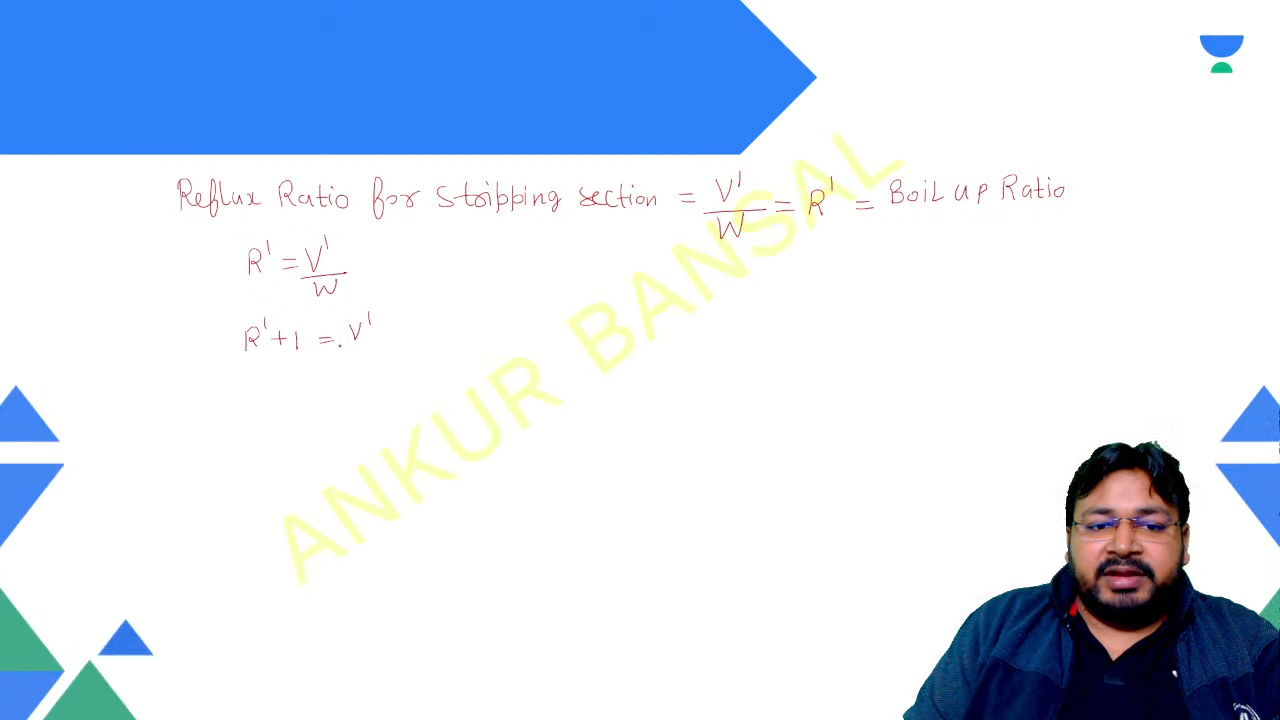 Reflux Ratio for Stripping section = V'/W = R' = Boil up Ratio
R' = V'/W
R'+1 = V'
ANKUR BANSAL